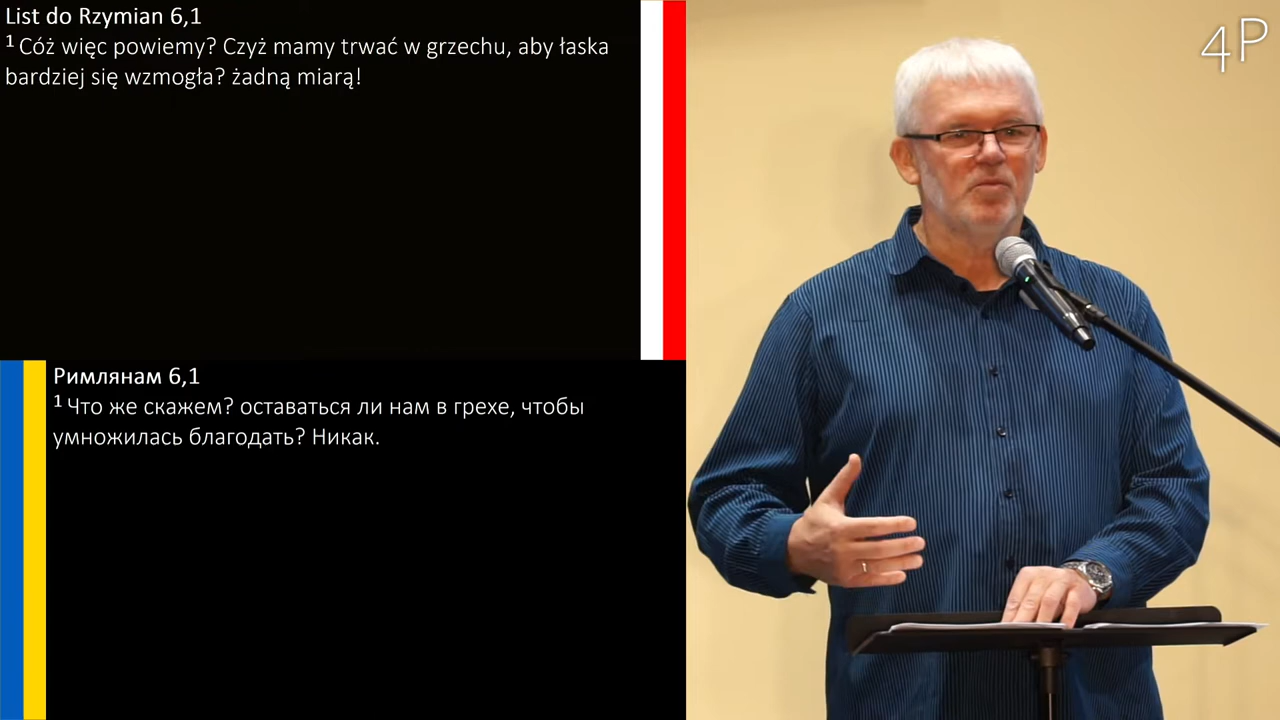 List do Rzymian 6,1
¹ Cóż więc powiemy? Czyż mamy trwać w grzechu, aby łaska
bardziej się wzmogła? żadną miarą!
4P
Римлянам 6,1
¹ Что же скажем? оставаться ли нам в грехе, чтобы
умножилась благодать? Никак.